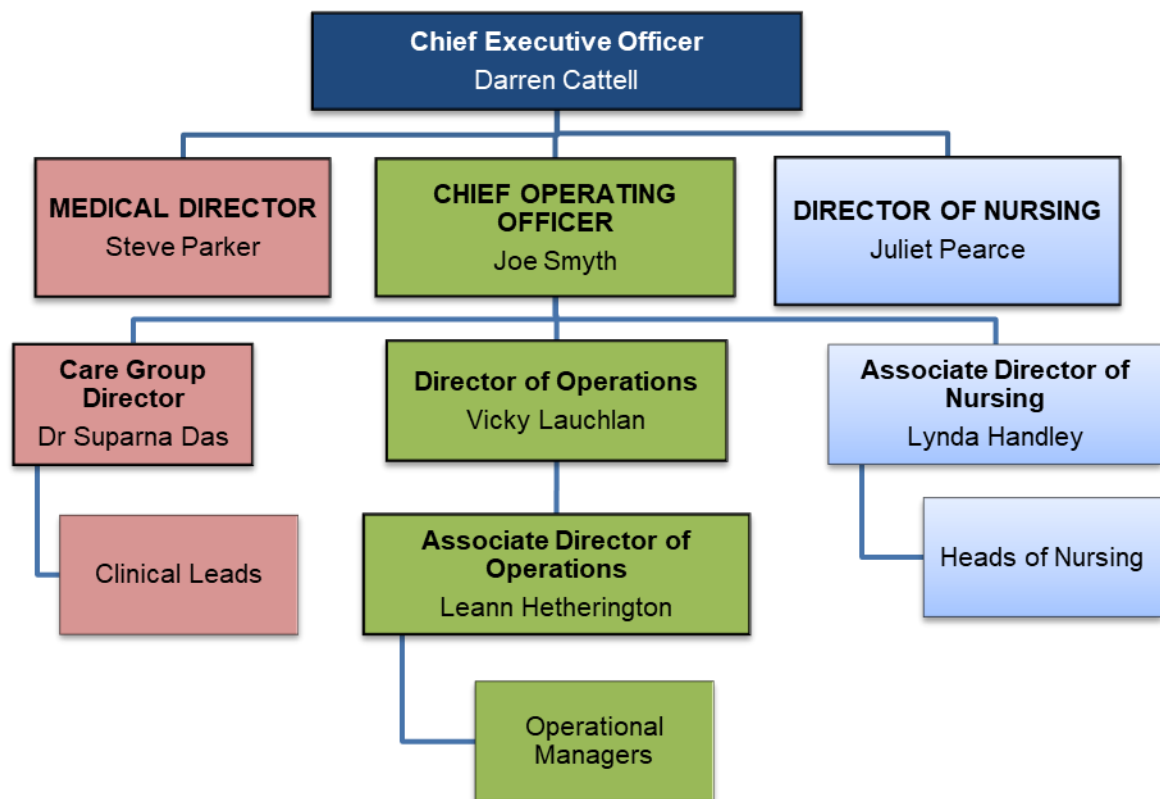 Chief Executive Officer
Darren Cattell
MEDICAL DIRECTOR
Steve Parker
CHIEF OPERATING
OFFICER
Joe Smyth
DIRECTOR OF NURSING
Juliet Pearce
Care Group
Director
Dr Suparna Das
Director of Operations
Vicky Lauchlan
Associate Director of
Nursing
Lynda Handley
Clinical Leads
Associate Director of
Operations
Leann Hetherington
Heads of Nursing
Operational
Managers